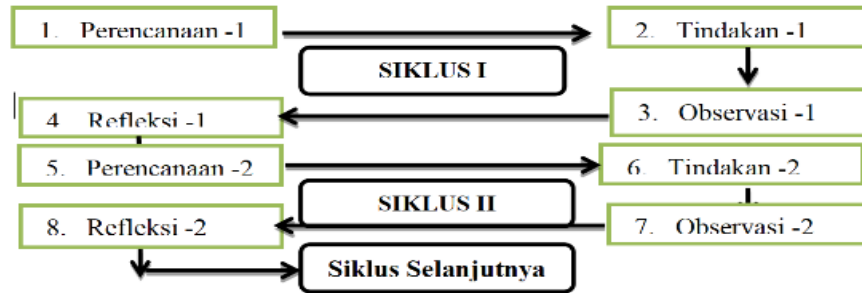 1. Perencanaan -1
2. Tindakan -1
SIKLUS I
4 Refleksi -1
3. Observasi -1
5. Perencanaan -2
6. Tindakan -2
SIKLUS II
8. Refleksi -2
7. Observasi -2
Siklus Selanjutnya